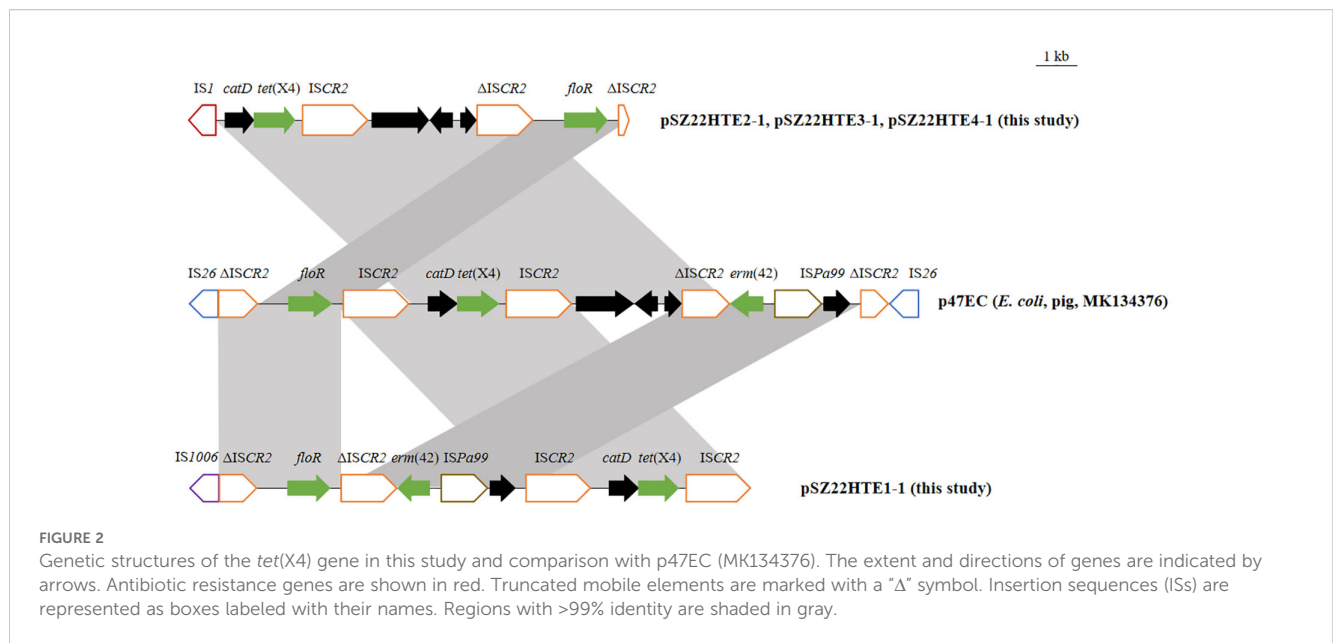 1 kb
IS1 catD tet(X4) ISCR2 ΔISCR2 floR ΔISCR2
pSZ22HTE2-1, pSZ22HTE3-1, pSZ22HTE4-1 (this study)
IS26 ΔISCR2 floR ISCR2 catD tet(X4) ISCR2 ΔISCR2 erm(42) ISPa99 ΔISCR2 IS26
p47EC (E. coli, pig, MK134376)
IS1006 ΔISCR2 floR ΔISCR2 erm(42) ISPa99 ISCR2 catD tet(X4) ISCR2
pSZ22HTE1-1 (this study)
FIGURE 2
Genetic structures of the tet(X4) gene in this study and comparison with p47EC (MK134376). The extent and directions of genes are indicated by
arrows. Antibiotic resistance genes are shown in red. Truncated mobile elements are marked with a “Δ” symbol. Insertion sequences (ISs) are
represented as boxes labeled with their names. Regions with >99% identity are shaded in gray.